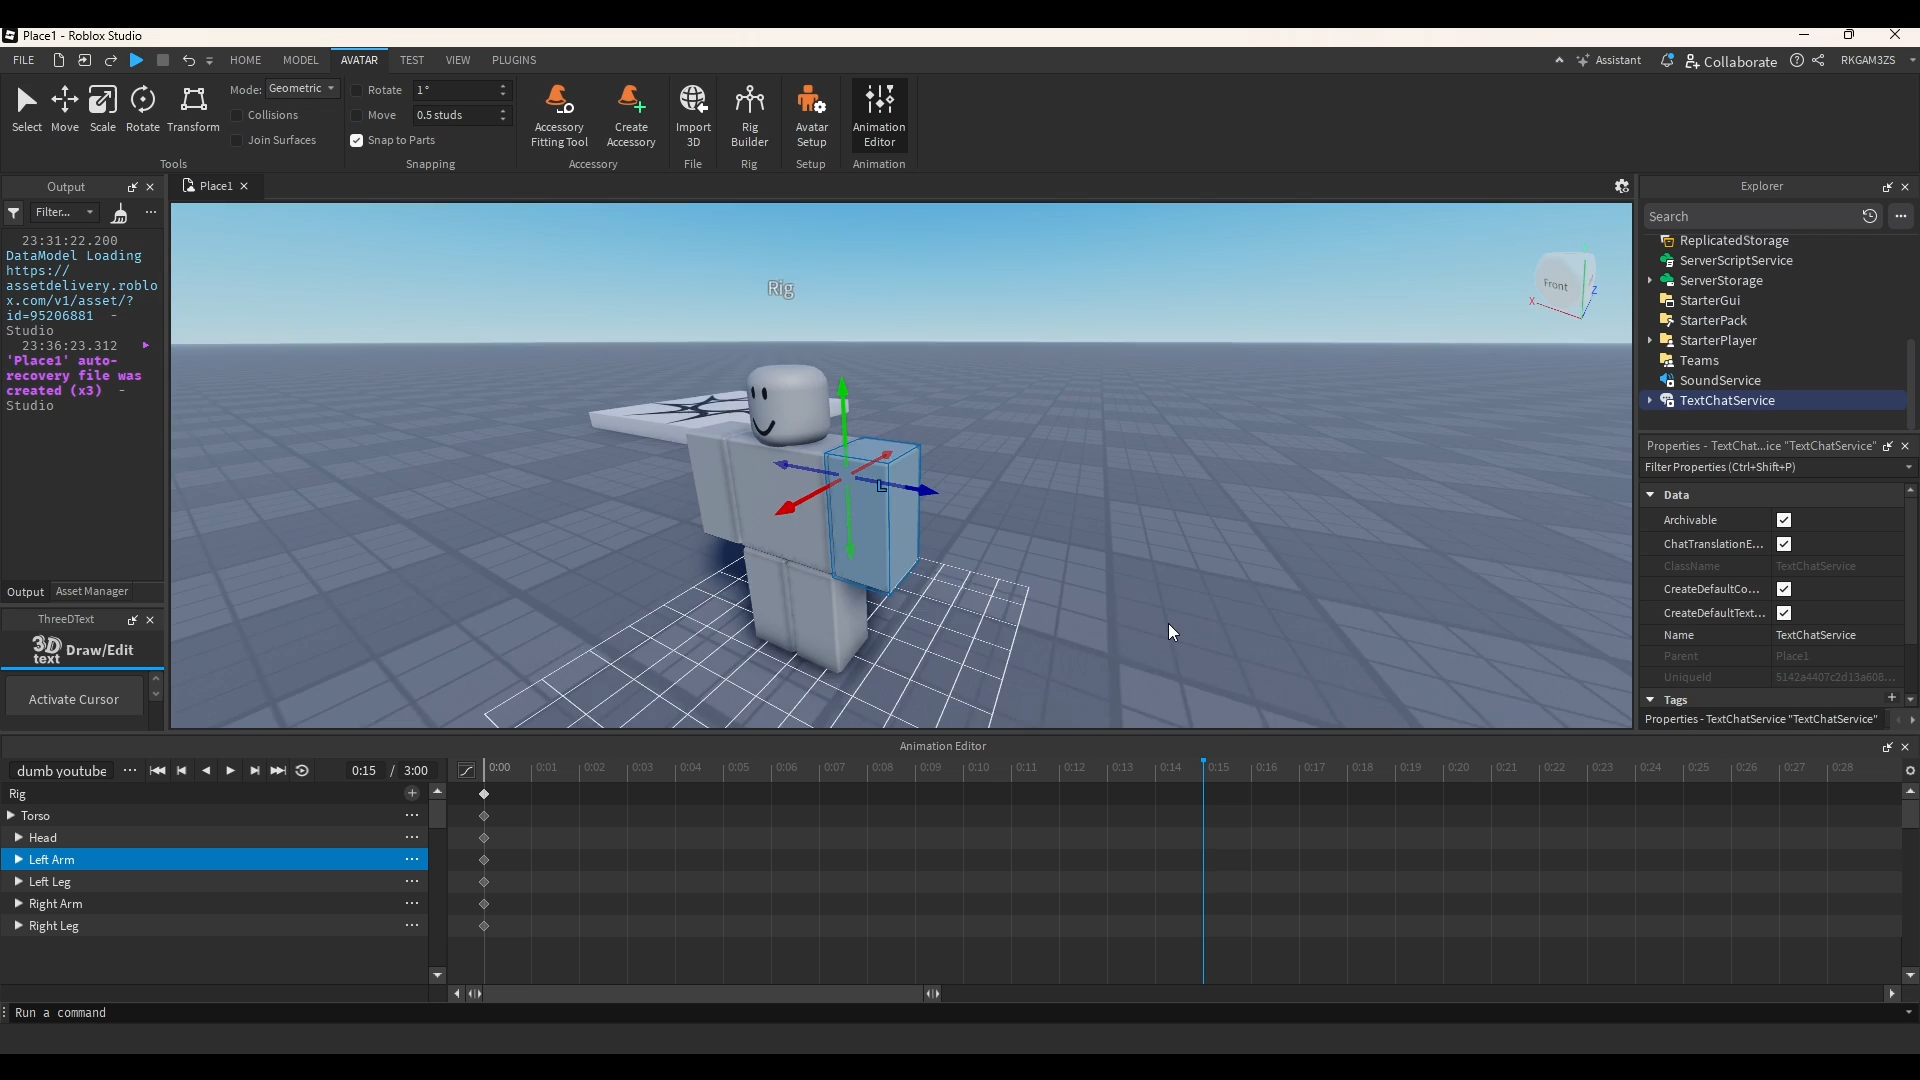 Place1 - Roblox Studio
FILE HOME MODEL AVATAR TEST VIEW PLUGINS Assistant Collaborate RKGAM3ZS
Select Move Scale Rotate Transform
Mode: Geometric
Collisions
Join Surfaces
Tools
Rotate 1°
Move 0.5 studs
Snap to Parts
Snapping
Accessory Fitting Tool
Create Accessory
Accessory
Import 3D
File
Rig Builder
Rig
Avatar Setup
Setup
Animation Editor
Animation
Output
Filter...
23:31:22.200
DataModel Loading
https://
assetdelivery.roblo
x.com/v1/asset/?
id=95206881 -
Studio
23:36:23.312
'Place1' auto-
recovery file was
created (x3) -
Studio
Output Asset Manager
ThreeDText
3D text Draw/Edit
Activate Cursor
Place1
Rig
L
Front
X
Z
Explorer
Search
ReplicatedStorage
ServerScriptService
ServerStorage
StarterGui
StarterPack
StarterPlayer
Teams
SoundService
TextChatService
Properties - TextChat...ice "TextChatService"
Filter Properties (Ctrl+Shift+P)
Data
Archivable
ChatTranslationE...
ClassName TextChatService
CreateDefaultCo...
CreateDefaultText...
Name TextChatService
Parent Place1
UniqueId 5142a4407c2d13a608...
Tags
Properties - TextChatService "TextChatService"
Animation Editor
dumb youtube ... 0:15 / 3:00
0:00 0:01 0:02 0:03 0:04 0:05 0:06 0:07 0:08 0:09 0:10 0:11 0:12 0:13 0:14 0:15 0:16 0:17 0:18 0:19 0:20 0:21 0:22 0:23 0:24 0:25 0:26 0:27 0:28
Rig
Torso
Head
Left Arm
Left Leg
Right Arm
Right Leg
Run a command